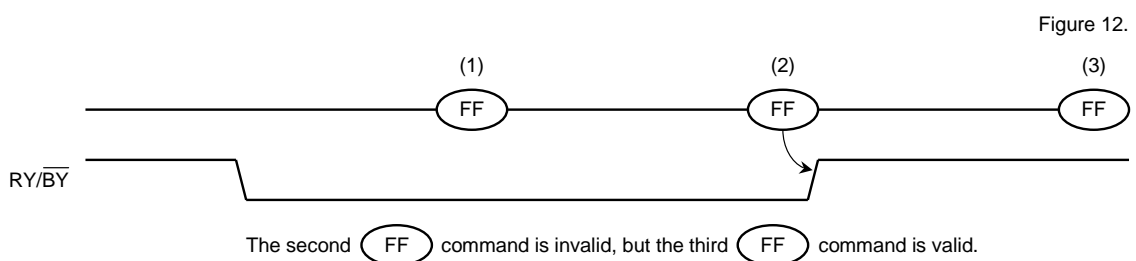 Figure 12.
(1) (2) (3)
FF FF FF
RY/BY
The second FF command is invalid, but the third FF command is valid.